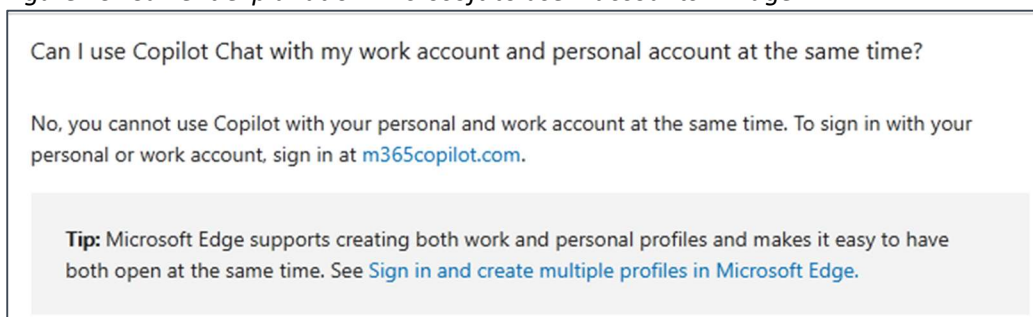 Can I use Copilot Chat with my work account and personal account at the same time?
No, you cannot use Copilot with your personal and work account at the same time. To sign in with your
personal or work account, sign in at m365copilot.com.
Tip: Microsoft Edge supports creating both work and personal profiles and makes it easy to have
both open at the same time. See Sign in and create multiple profiles in Microsoft Edge.